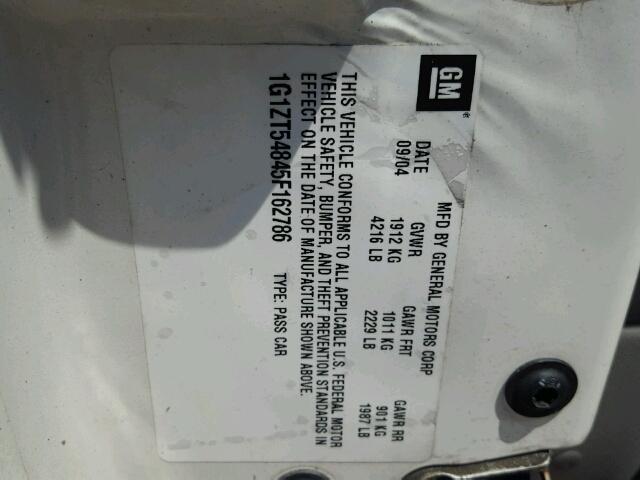 GM
MFD BY GENERAL MOTORS CORP
DATE GVWR GAWR FRT GAWR RR
09/04 1912 KG 1011 KG 901 KG
4216 LB 2229 LB 1987 LB
THIS VEHICLE CONFORMS TO ALL APPLICABLE U.S. FEDERAL MOTOR
VEHICLE SAFETY, BUMPER, AND THEFT PREVENTION STANDARDS IN
EFFECT ON THE DATE OF MANUFACTURE SHOWN ABOVE.
1G1ZT54845F162786 TYPE: PASS CAR